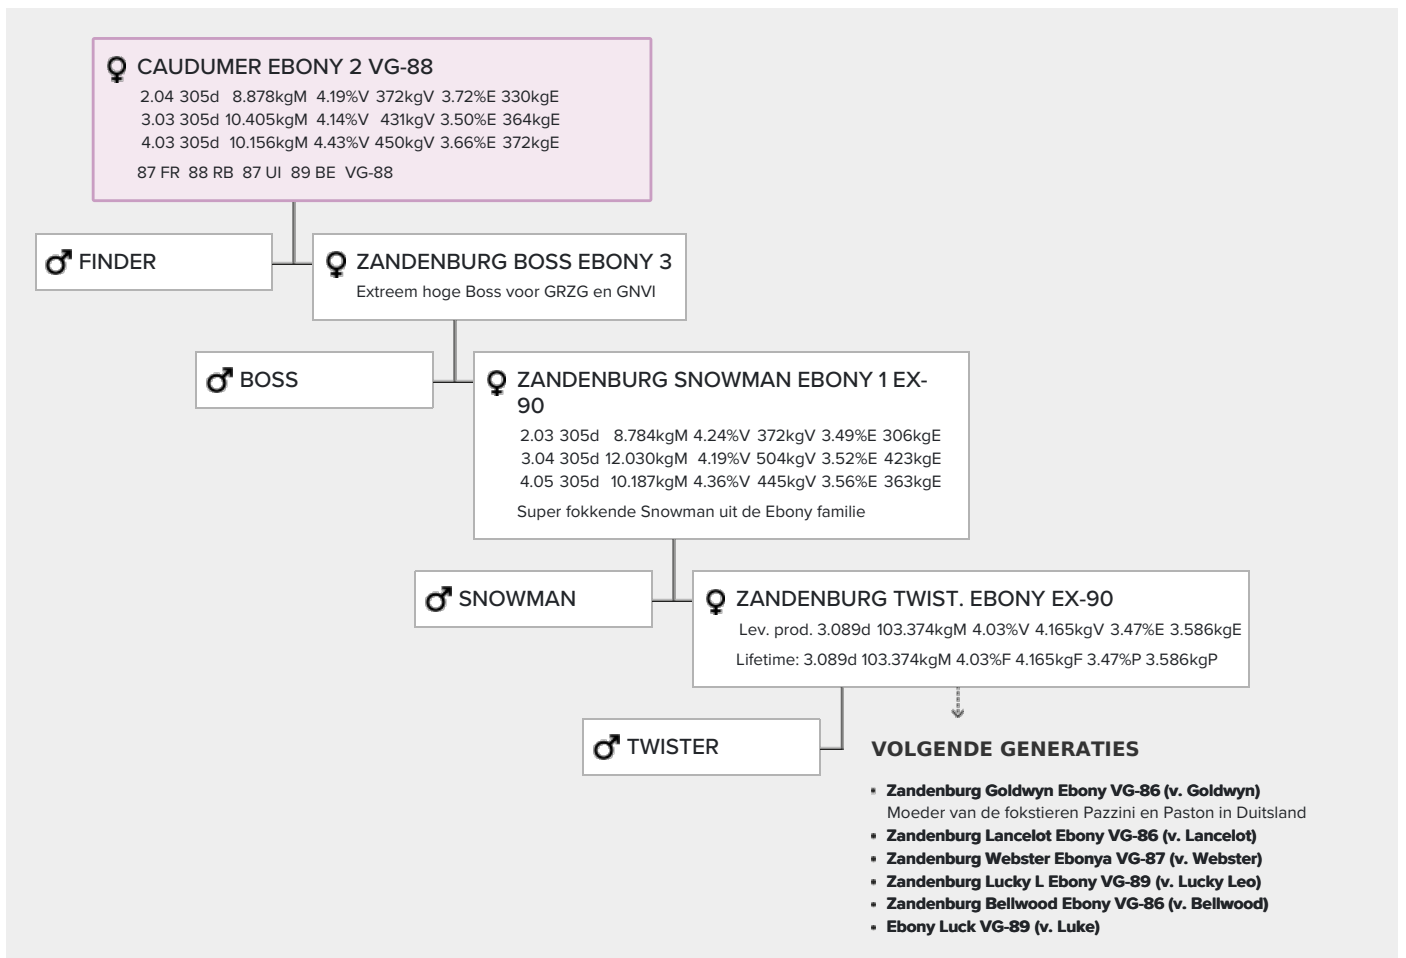 CAUDUMER EBONY 2 VG-88
2.04 305d 8.878kgM 4.19%V 372kgV 3.72%E 330kgE
3.03 305d 10.405kgM 4.14%V 431kgV 3.50%E 364kgE
4.03 305d 10.156kgM 4.43%V 450kgV 3.66%E 372kgE
87 FR 88 RB 87 UI 89 BE VG-88
FINDER
ZANDENBURG BOSS EBONY 3
Extreem hoge Boss voor GRZG en GNVI
BOSS
ZANDENBURG SNOWMAN EBONY 1 EX-
90
2.03 305d 8.784kgM 4.24%V 372kgV 3.49%E 306kgE
3.04 305d 12.030kgM 4.19%V 504kgV 3.52%E 423kgE
4.05 305d 10.187kgM 4.36%V 445kgV 3.56%E 363kgE
Super fokkende Snowman uit de Ebony familie
SNOWMAN
ZANDENBURG TWIST. EBONY EX-90
Lev. prod. 3.089d 103.374kgM 4.03%V 4.165kgV 3.47%E 3.586kgE
Lifetime: 3.089d 103.374kgM 4.03%F 4.165kgF 3.47%P 3.586kgP
TWISTER
VOLGENDE GENERATIES
Zandenburg Goldwyn Ebony VG-86 (v. Goldwyn)
Moeder van de fokstieren Pazzini en Paston in Duitsland
Zandenburg Lancelot Ebony VG-86 (v. Lancelot)
Zandenburg Webster Ebonya VG-87 (v. Webster)
Zandenburg Lucky L Ebony VG-89 (v. Lucky Leo)
Zandenburg Bellwood Ebony VG-86 (v. Bellwood)
Ebony Luck VG-89 (v. Luke)